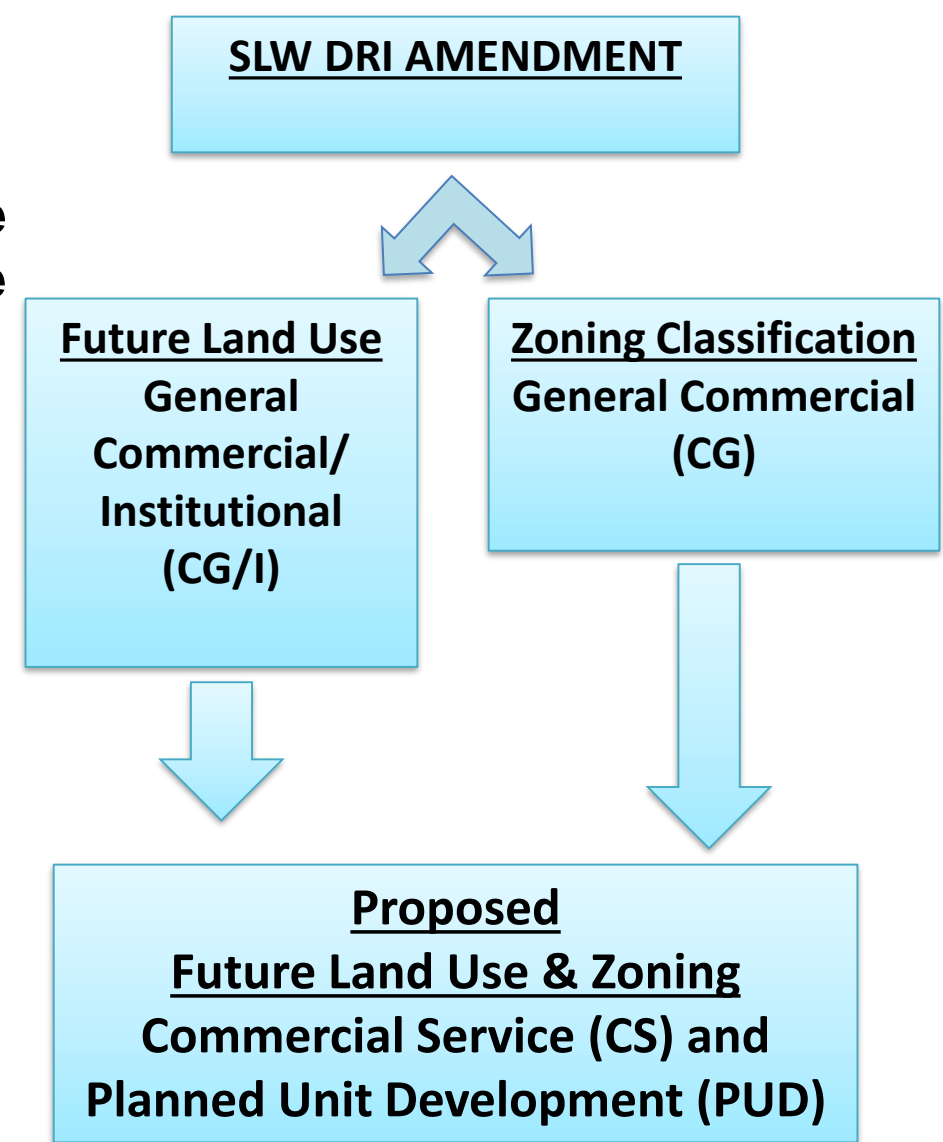 SLW DRI AMENDMENT
e
e
Future Land Use
General
Commercial/
Institutional
(CG/I)
Zoning Classification
General Commercial
(CG)
Proposed
Future Land Use & Zoning
Commercial Service (CS) and
Planned Unit Development (PUD)